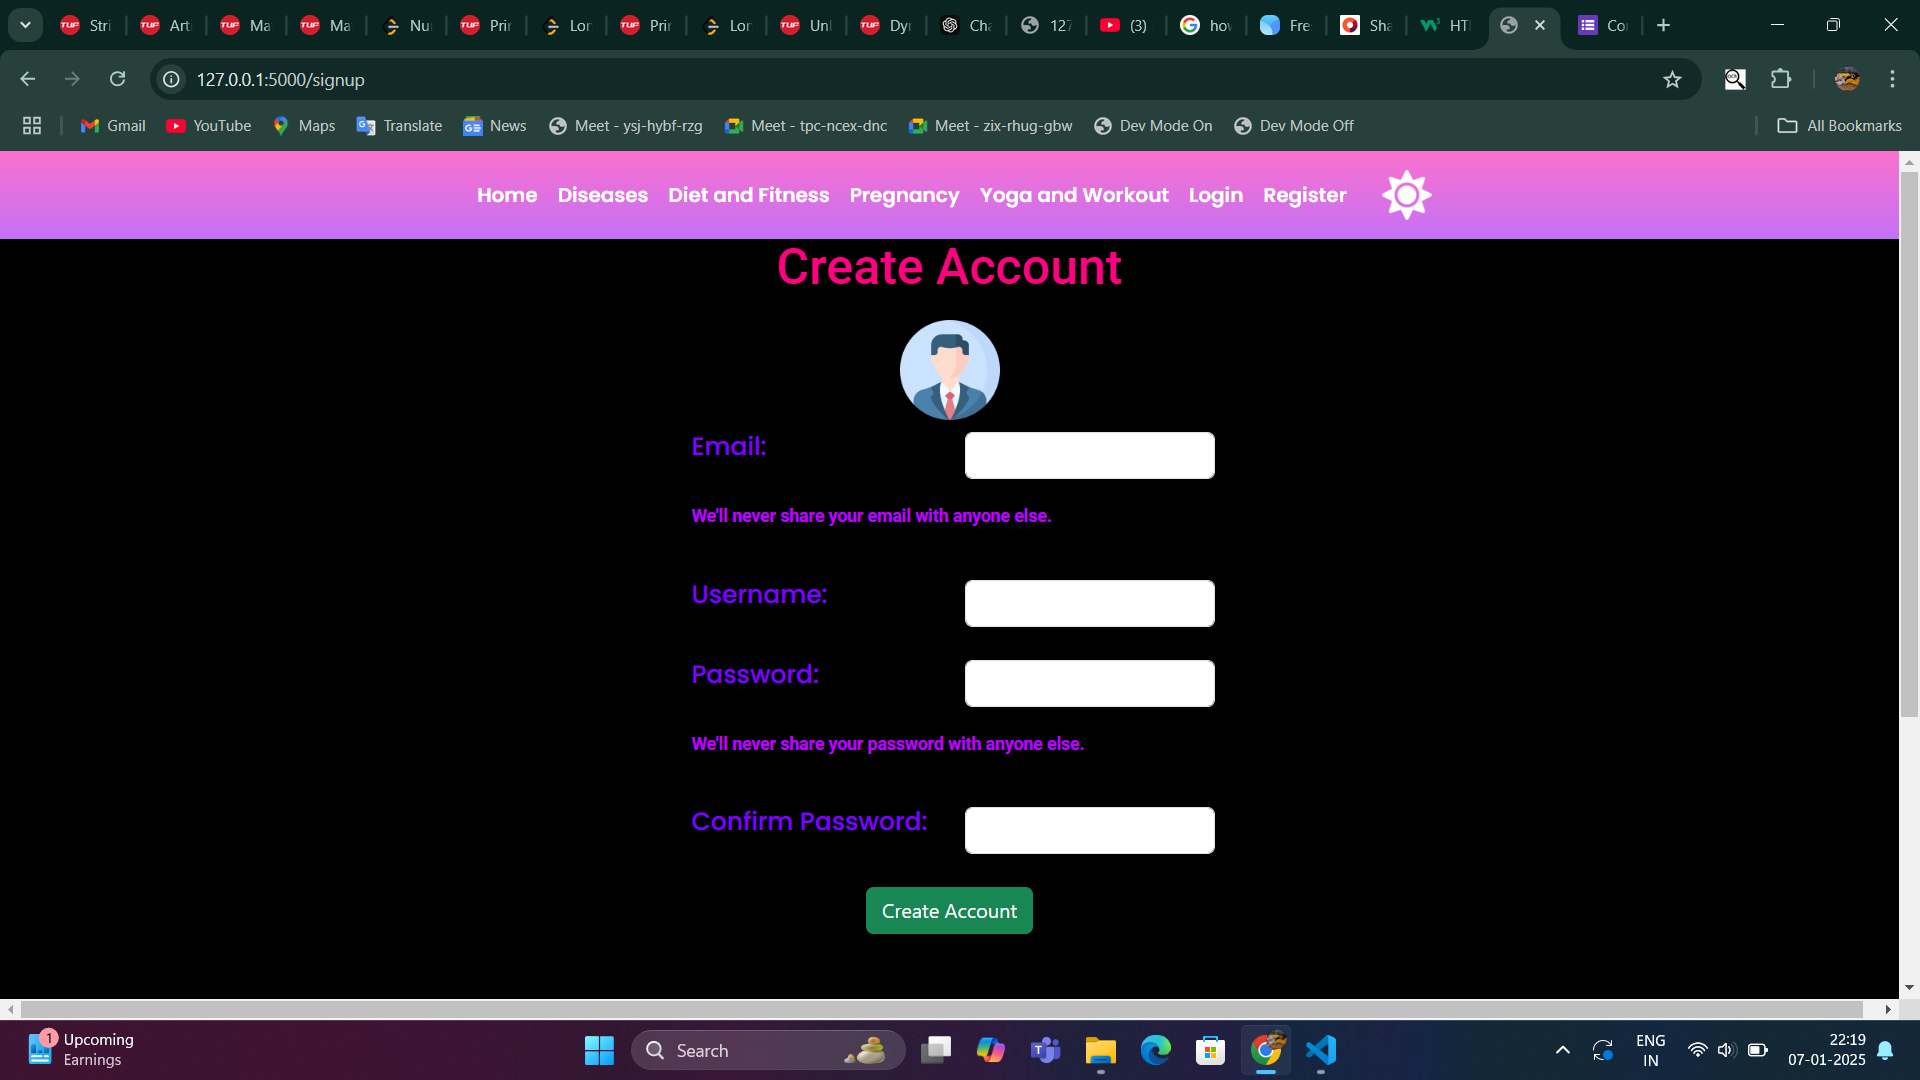 Stri
Arti
Ma
Ma
Nu
Prir
Lor
Prir
Lor
Unl
Dyr
Cha
127
(3)
hov
Fre
Sha
HTI
Co
127.0.0.1:5000/signup
Gmail
YouTube
Maps
Translate
News
Meet - ysj-hybf-rzg
Meet - tpc-ncex-dnc
Meet - zix-rhug-gbw
Dev Mode On
Dev Mode Off
All Bookmarks
Home
Diseases
Diet and Fitness
Pregnancy
Yoga and Workout
Login
Register
Create Account
Email:
We'll never share your email with anyone else.
Username:
Password:
We'll never share your password with anyone else.
Confirm Password:
Create Account
1
Upcoming
Earnings
Search
ENG
IN
22:19
07-01-2025